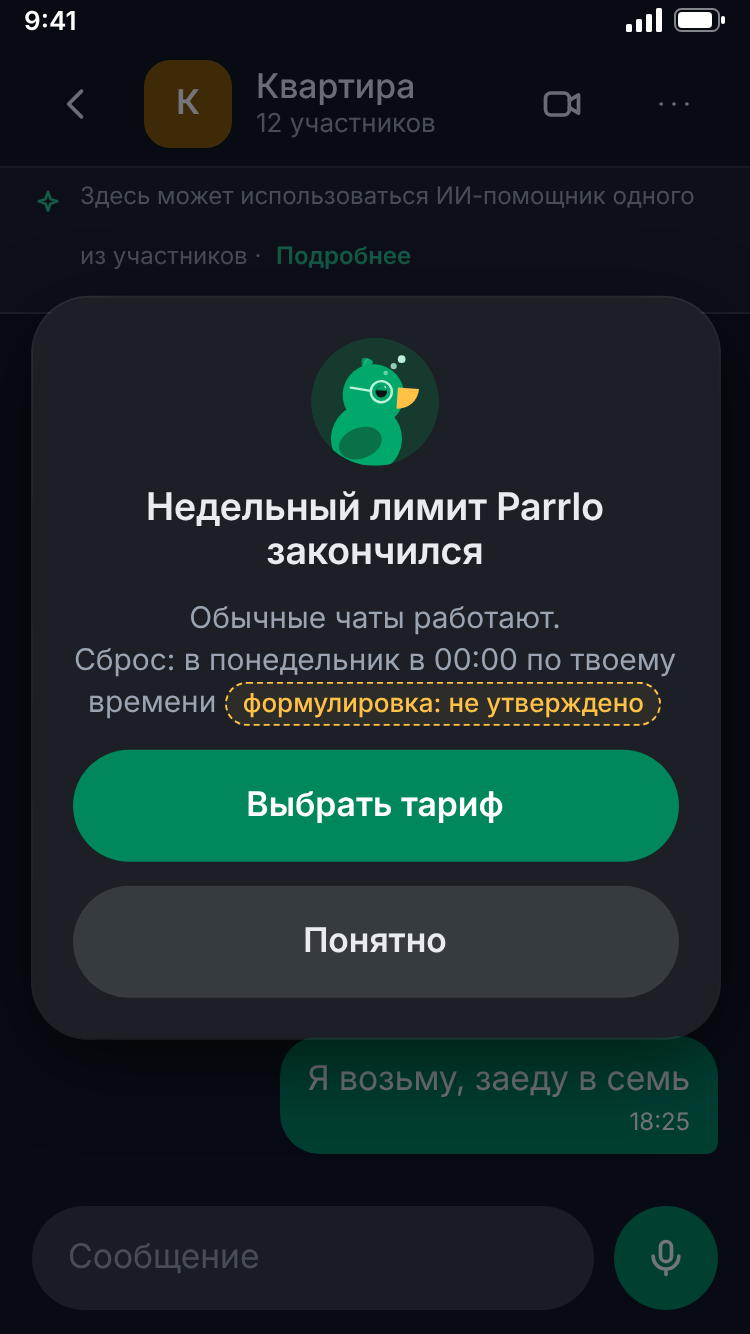 9:41
К
Квартира
12 участников
Здесь может использоваться ИИ-помощник одного
из участников · Подробнее
Недельный лимит Parrlo
закончился
Обычные чаты работают.
Сброс: в понедельник в 00:00 по твоему
времени формулировка: не утверждено
Выбрать тариф
Понятно
Я возьму, заеду в семь
18:25
Сообщение